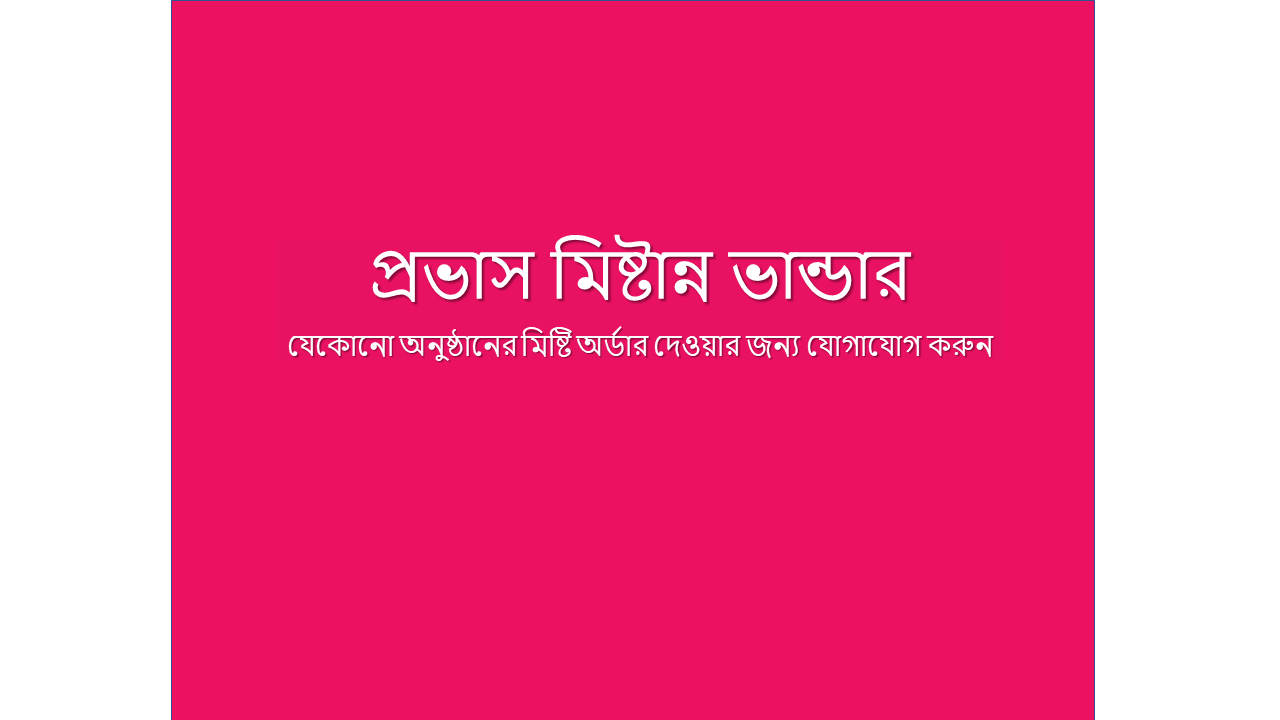 প্রভাস মিষ্টান্ন ভান্ডার
যেকোনো অনুষ্ঠানের মিষ্টি অর্ডার দেওয়ার জন্য যোগাযোগ করুন